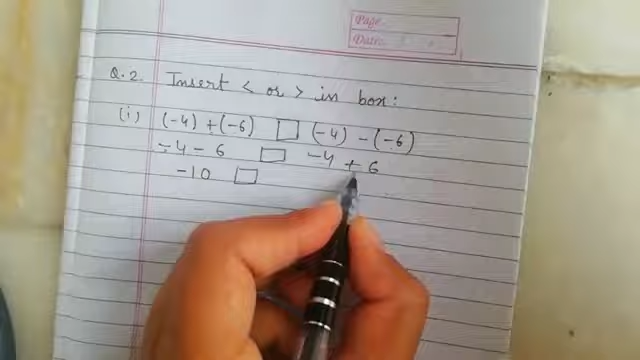 Page
Date
Q.2. Insert < or > in box:
(i) (-4) + (-6) □ (-4) - (-6)
-4 - 6 □ -4 + 6
-10 □